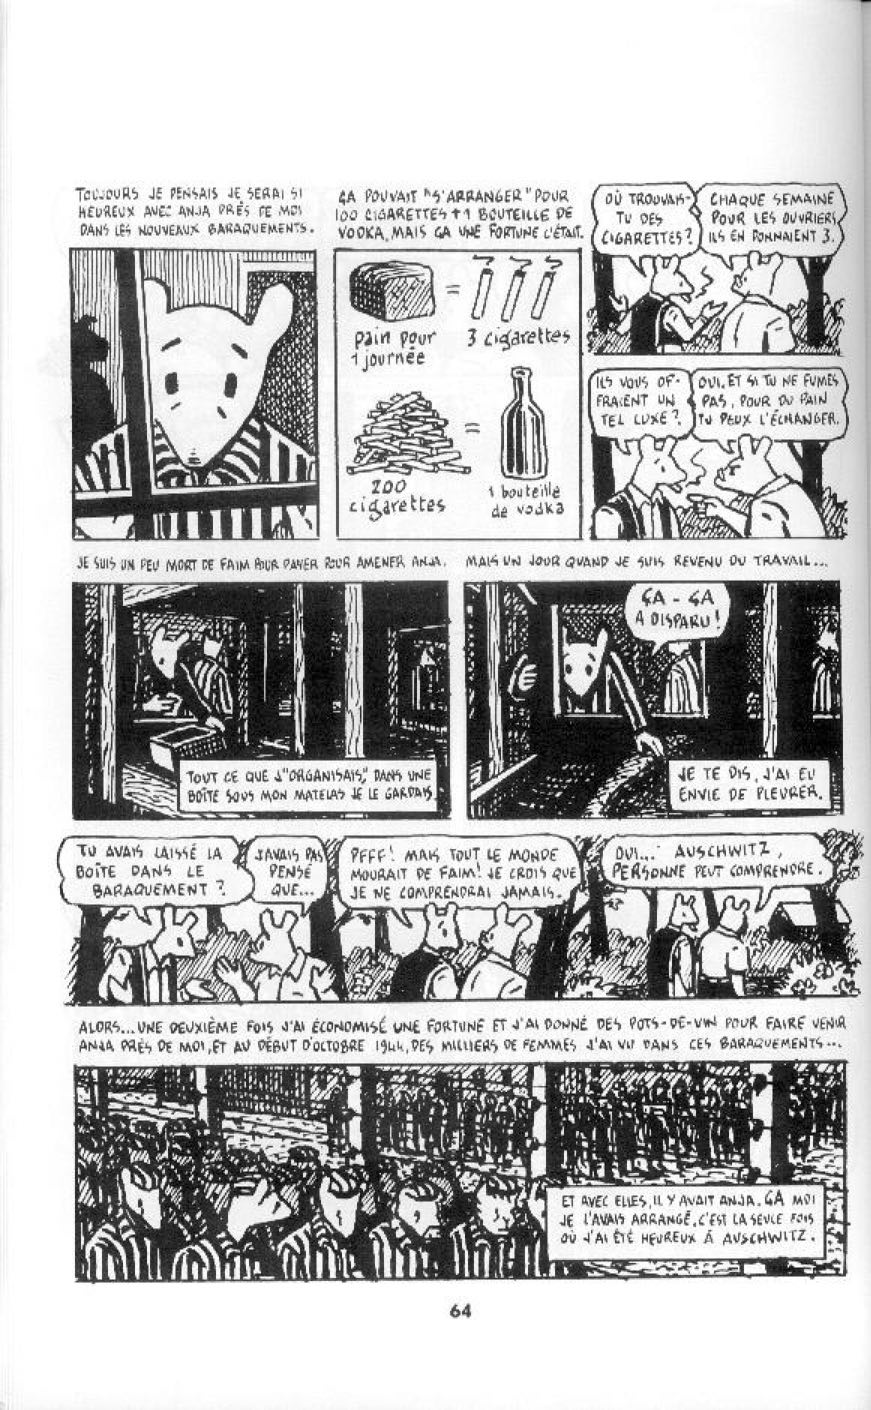 TOUJOURS JE PENSAIS JE SERAI SI
HEUREUX AVEC ANJA PRÈS DE MOI
DANS LES NOUVEAUX BARAQUEMENTS.
ÇA POUVAIT "S'ARRANGER" POUR
100 CIGARETTES + 1 BOUTEILLE DE
VODKA, MAIS ÇA UNE FORTUNE C'ÉTAIT.
pain pour
1 journée
=
3 cigarettes
200
cigarettes
=
1 bouteille
de vodka
OÙ TROUVAIS-
TU DES
CIGARETTES?
CHAQUE SEMAINE
POUR LES OUVRIERS,
ILS EN DONNAIENT 3.
ILS VOUS OF-
FRAIENT UN
TEL LUXE?
OUI, ET SI TU NE FUMES
PAS, POUR DU PAIN
TU PEUX L'ÉCHANGER.
JE SUIS UN PEU MORT DE FAIM POUR PAYER POUR AMENER ANJA.
TOUT CE QUE J'"ORGANISAIS," DANS UNE
BOÎTE SOUS MON MATELAS JE LE GARDAIS.
MAIS UN JOUR QUAND JE SUIS REVENU DU TRAVAIL...
ÇA - ÇA
A DISPARU!
JE TE DIS, J'AI EU
ENVIE DE PLEURER.
TU AVAIS LAISSÉ LA
BOÎTE DANS LE
BARAQUEMENT?
J'AVAIS PAS
PENSÉ
QUE...
PFFF! MAIS TOUT LE MONDE
MOURAIT DE FAIM! JE CROIS QUE
JE NE COMPRENDRAI JAMAIS.
OUI... AUSCHWITZ,
PERSONNE PEUT COMPRENDRE.
ALORS... UNE DEUXIÈME FOIS J'AI ÉCONOMISÉ UNE FORTUNE ET J'AI DONNÉ DES POTS-DE-VIN POUR FAIRE VENIR
ANJA PRÈS DE MOI, ET AU DÉBUT D'OCTOBRE 1944, DES MILLIERS DE FEMMES J'AI VU DANS CES BARAQUEMENTS...
ET AVEC ELLES, IL Y AVAIT ANJA. ÇA MOI
JE L'AVAIS ARRANGÉ. C'EST LA SEULE FOIS
OÙ J'AI ÉTÉ HEUREUX À AUSCHWITZ.
64